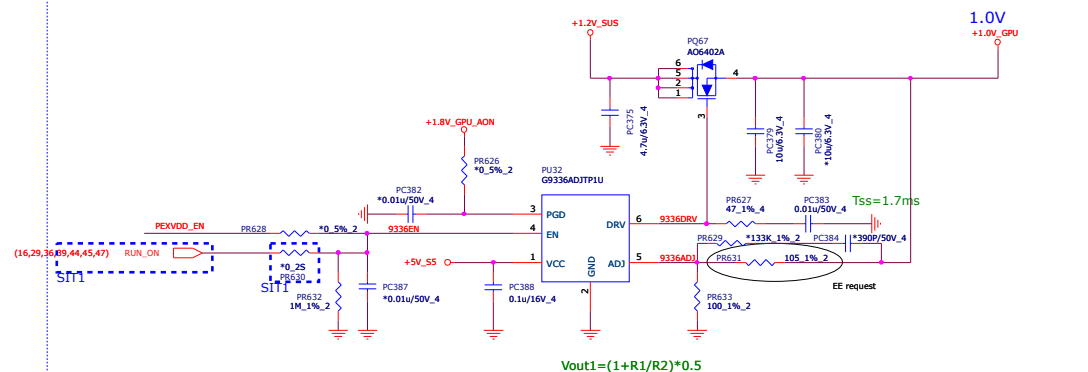 1.0V
+1.2V_SUS
+1.0V_GPU
PQ67
AO6402A
6
5
2
1
4
3
PC375
4.7u/6.3V_4
PC379
10u/6.3V_4
PC380
*10u/6.3V_4
+1.8V_GPU_AON
PR626
*0_5%_2
PU32
G9336ADJTP1U
PC382
*0.01u/50V_4
3
PGD
PEXVDD_EN
PR628
*0_5%_2
9336EN
4
EN
DRV
6
9336DRV
PR627
47_1%_4
PC383
0.01u/50V_4
Tss=1.7ms
(16,29,36,39,44,45,47)
RUN_ON
SIT1
*0_2S
PR630
SIT1
+5V_S5
1
VCC
GND
2
ADJ
5
9336ADJ
PR629
*133K_1%_2
PC384
*390P/50V_4
PR631
105_1%_2
EE request
PR632
1M_1%_2
PC387
*0.01u/50V_4
PC388
0.1u/16V_4
PR633
100_1%_2
Vout1=(1+R1/R2)*0.5